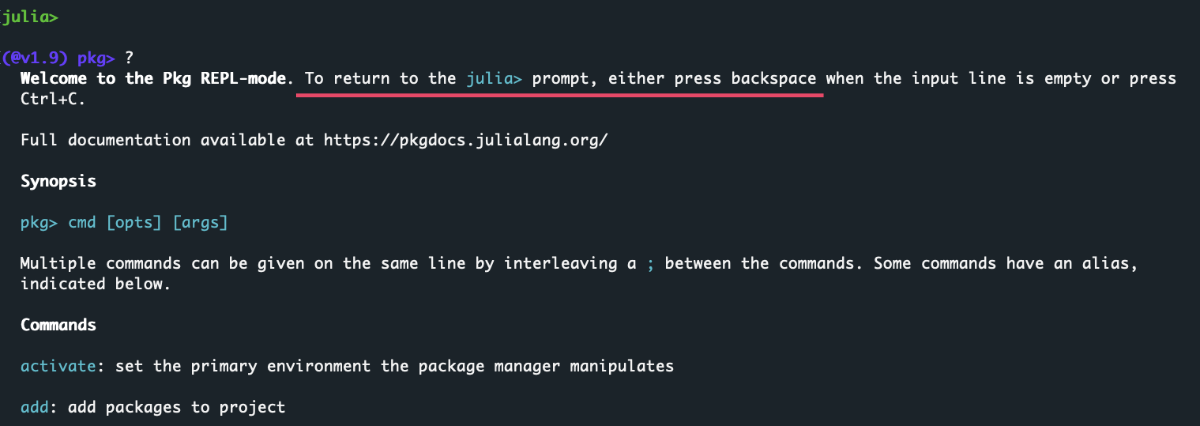 julia>
(@v1.9) pkg> ?
Welcome to the Pkg REPL-mode. To return to the julia> prompt, either press backspace when the input line is empty or press
Ctrl+C.
Full documentation available at https://pkgdocs.julialang.org/
Synopsis
pkg> cmd [opts] [args]
Multiple commands can be given on the same line by interleaving a ; between the commands. Some commands have an alias,
indicated below.
Commands
activate: set the primary environment the package manager manipulates
add: add packages to project